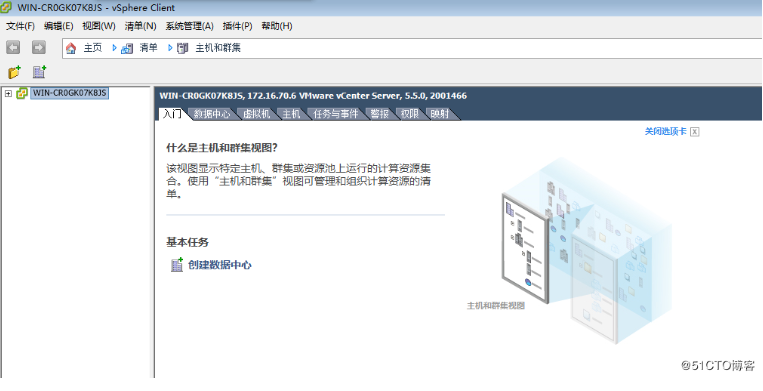 WIN-CR0GK07K8JS - vSphere Client
文件(F) 编辑(E) 视图(W) 清单(N) 系统管理(A) 插件(P) 帮助(H)
主页 清单 主机和群集
WIN-CR0GK07K8JS
WIN-CR0GK07K8JS, 172.16.70.6 VMware vCenter Server, 5.5.0, 2001466
入门 数据中心 虚拟机 主机 任务与事件 警报 权限 映射
关闭选项卡
什么是主机和群集视图?
该视图显示特定主机、群集或资源池上运行的计算资源集
合。使用“主机和群集”视图可管理和组织计算资源的清
单。
基本任务
创建数据中心
主机和群集视图
@51CTO博客